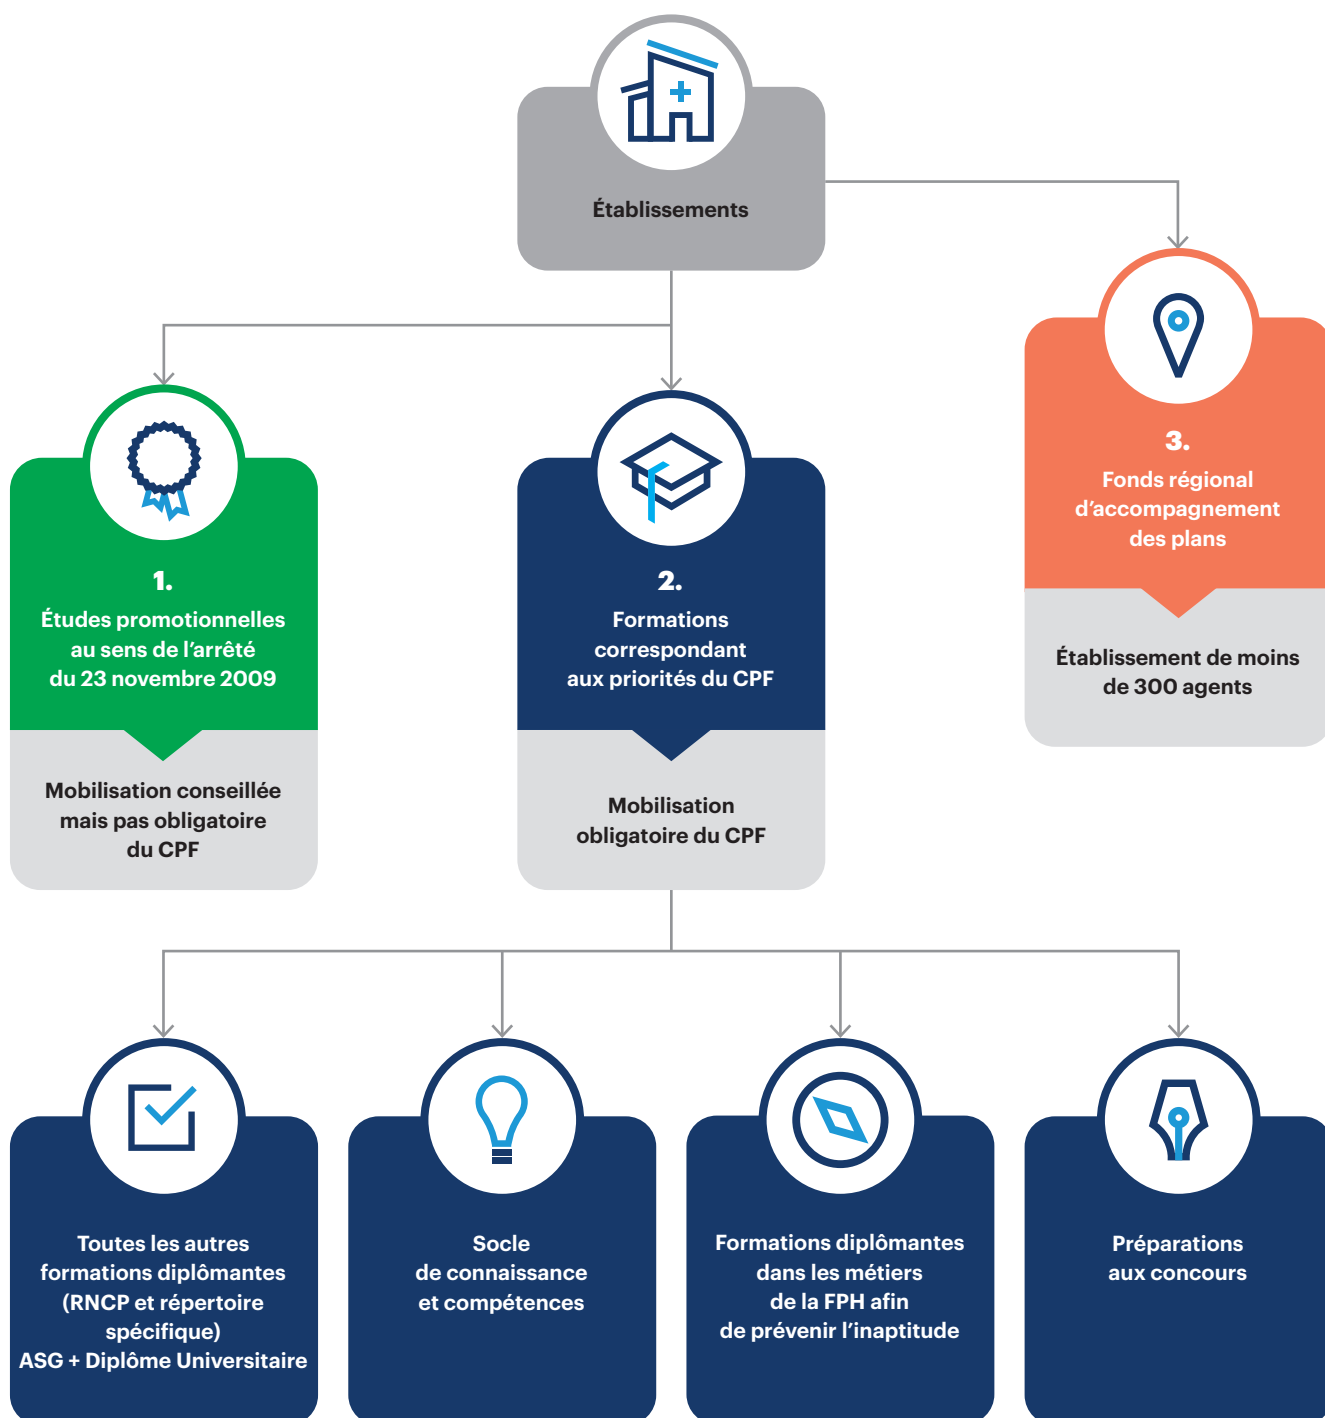 Établissements
1.
Études promotionnelles
au sens de l’arrêté
du 23 novembre 2009
Mobilisation conseillée
mais pas obligatoire
du CPF
2.
Formations
correspondant
aux priorités du CPF
Mobilisation
obligatoire du CPF
3.
Fonds régional
d’accompagnement
des plans
Établissement de moins
de 300 agents
Toutes les autres
formations diplômantes
(RNCP et répertoire
spécifique)
ASG + Diplôme Universitaire
Socle
de connaissance
et compétences
Formations diplômantes
dans les métiers
de la FPH afin
de prévenir l’inaptitude
Préparations
aux concours